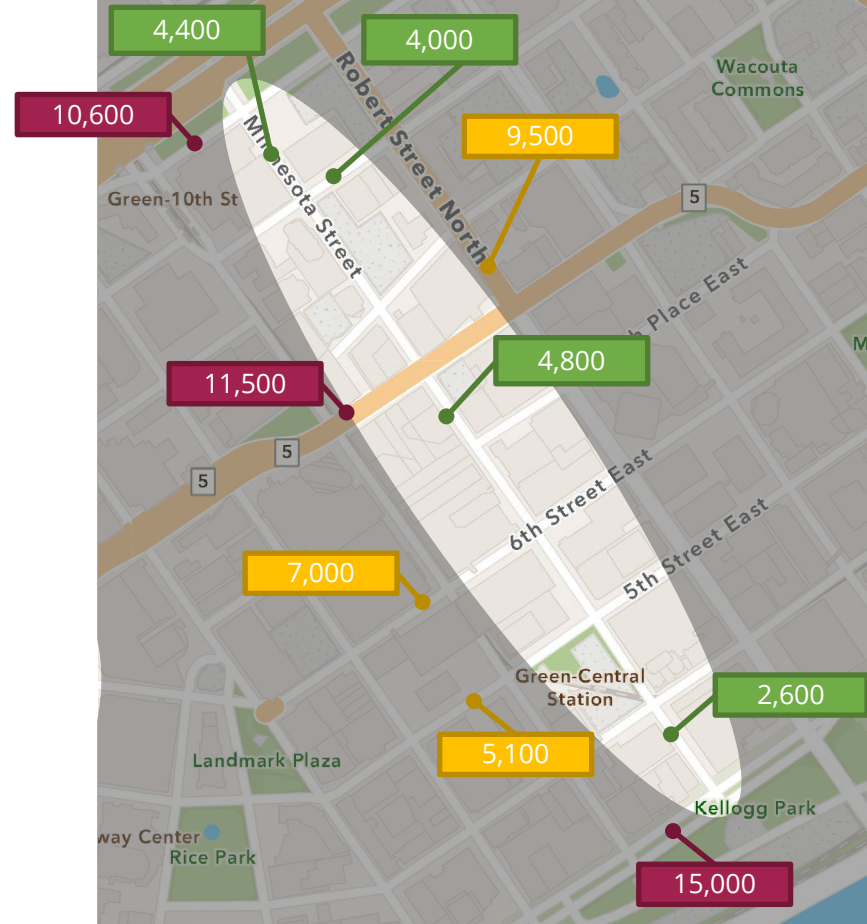 4,400
4,000
Wacouta
Commons
10,600
Robert Street North
9,500
Minnesota Street
Green-10th St
5
Place East
4,800
11,500
5
5
6th Street East
5th Street East
7,000
Green-Central
Station
2,600
5,100
Landmark Plaza
Kellogg Park
way Center
Rice Park
15,000